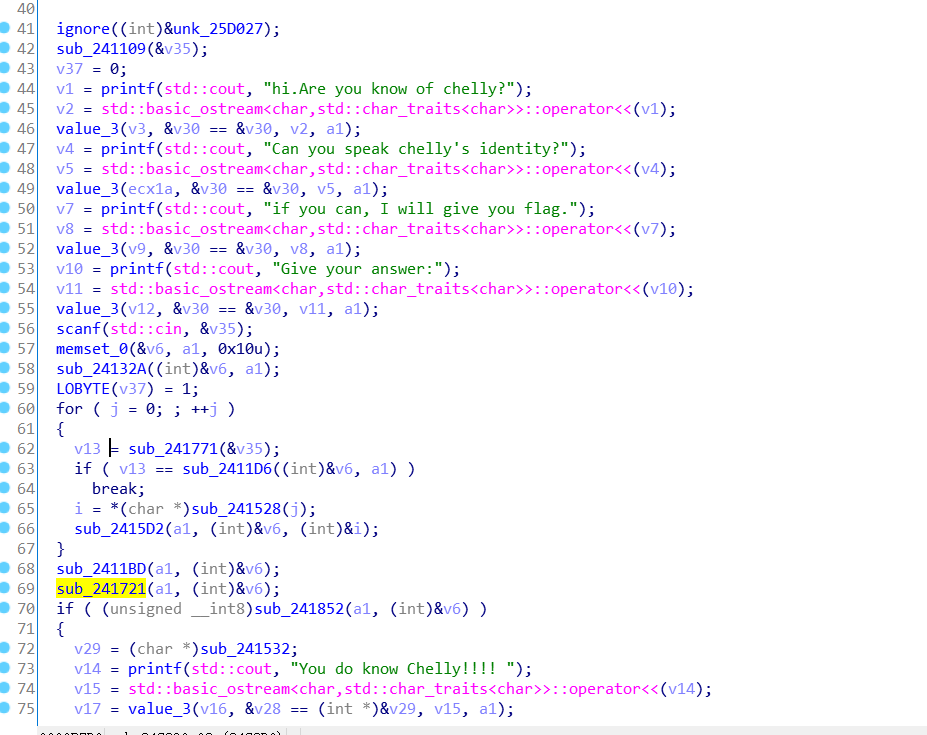 40
41 ignore((int)&unk_25D027);
42 sub_241109(&v35);
43 v37 = 0;
44 v1 = printf(std::cout, "hi.Are you know of chelly?");
45 v2 = std::basic_ostream<char,std::char_traits<char>>::operator<<(v1);
46 value_3(v3, &v30 == &v30, v2, a1);
47 v4 = printf(std::cout, "Can you speak chelly's identity?");
48 v5 = std::basic_ostream<char,std::char_traits<char>>::operator<<(v4);
49 value_3(ecx1a, &v30 == &v30, v5, a1);
50 v7 = printf(std::cout, "if you can, I will give you flag.");
51 v8 = std::basic_ostream<char,std::char_traits<char>>::operator<<(v7);
52 value_3(v9, &v30 == &v30, v8, a1);
53 v10 = printf(std::cout, "Give your answer:");
54 v11 = std::basic_ostream<char,std::char_traits<char>>::operator<<(v10);
55 value_3(v12, &v30 == &v30, v11, a1);
56 scanf(std::cin, &v35);
57 memset_0(&v6, a1, 0x10u);
58 sub_24132A((int)&v6, a1);
59 LOBYTE(v37) = 1;
60 for ( j = 0; ; ++j )
61 {
62 v13 = sub_241771(&v35);
63 if ( v13 == sub_2411D6((int)&v6, a1) )
64 break;
65 i = *(char *)sub_241528(j);
66 sub_2415D2(a1, (int)&v6, (int)&i);
67 }
68 sub_2411BD(a1, (int)&v6);
69 sub_241721(a1, (int)&v6);
70 if ( (unsigned __int8)sub_241852(a1, (int)&v6) )
71 {
72 v29 = (char *)sub_241532;
73 v14 = printf(std::cout, "You do know Chelly!!!! ");
74 v15 = std::basic_ostream<char,std::char_traits<char>>::operator<<(v14);
75 v17 = value_3(v16, &v28 == (int *)&v29, v15, a1);